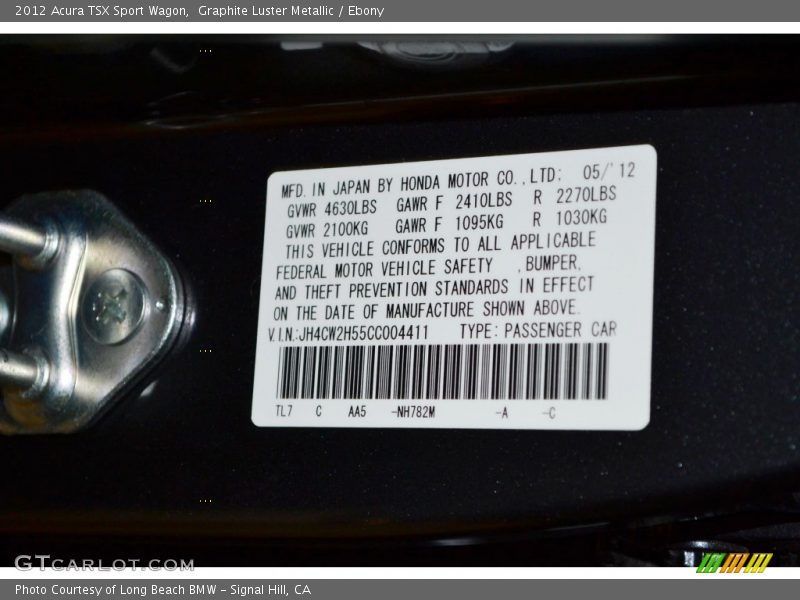 2012 Acura TSX Sport Wagon, Graphite Luster Metallic / Ebony
MFD. IN JAPAN BY HONDA MOTOR CO., LTD: 05/'12
GVWR 4630LBS GAWR F 2410LBS R 2270LBS
GVWR 2100KG GAWR F 1095KG R 1030KG
THIS VEHICLE CONFORMS TO ALL APPLICABLE
FEDERAL MOTOR VEHICLE SAFETY ,BUMPER,
AND THEFT PREVENTION STANDARDS IN EFFECT
ON THE DATE OF MANUFACTURE SHOWN ABOVE.
V.I.N.:JH4CW2H55CC004411 TYPE: PASSENGER CAR
TL7 C AA5 -NH782M -A -C
GTCARLOT.COM
Photo Courtesy of Long Beach BMW - Signal Hill, CA